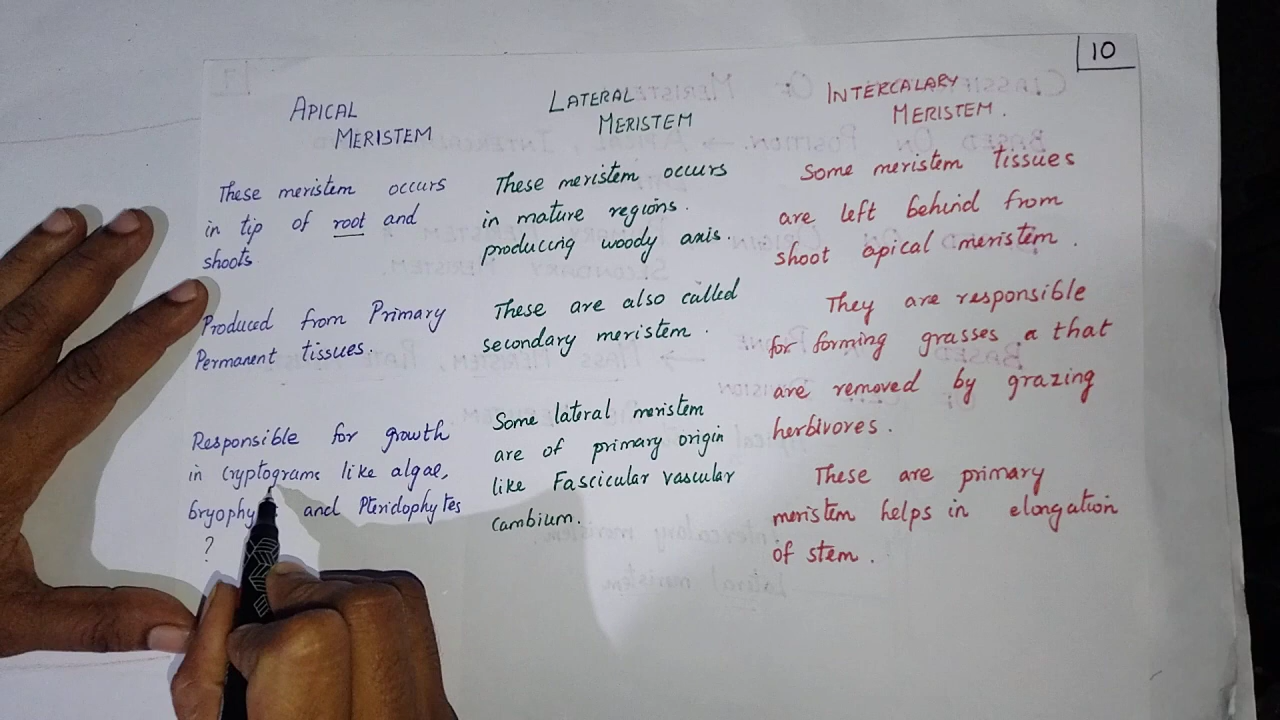 10
APICAL
MERISTEM
These meristem occurs
in tip of root and
shoots.
Produced from Primary
Permanent tissues.
Responsible for growth
in cryptograms like algae,
bryophy and Pteridophytes
?
LATERAL
MERISTEM
These meristem occurs
in mature regions.
producing woody axis.
These are also called
secondary meristem.
Some lateral meristem
are of primary origin
like Fascicular vascular
cambium.
INTERCALARY
MERISTEM.
Some meristem tissues
are left behind from
shoot apical meristem.
They are responsible
for forming grasses a that
are removed by grazing
herbivores.
These are primary
meristem helps in elongation
of stem.